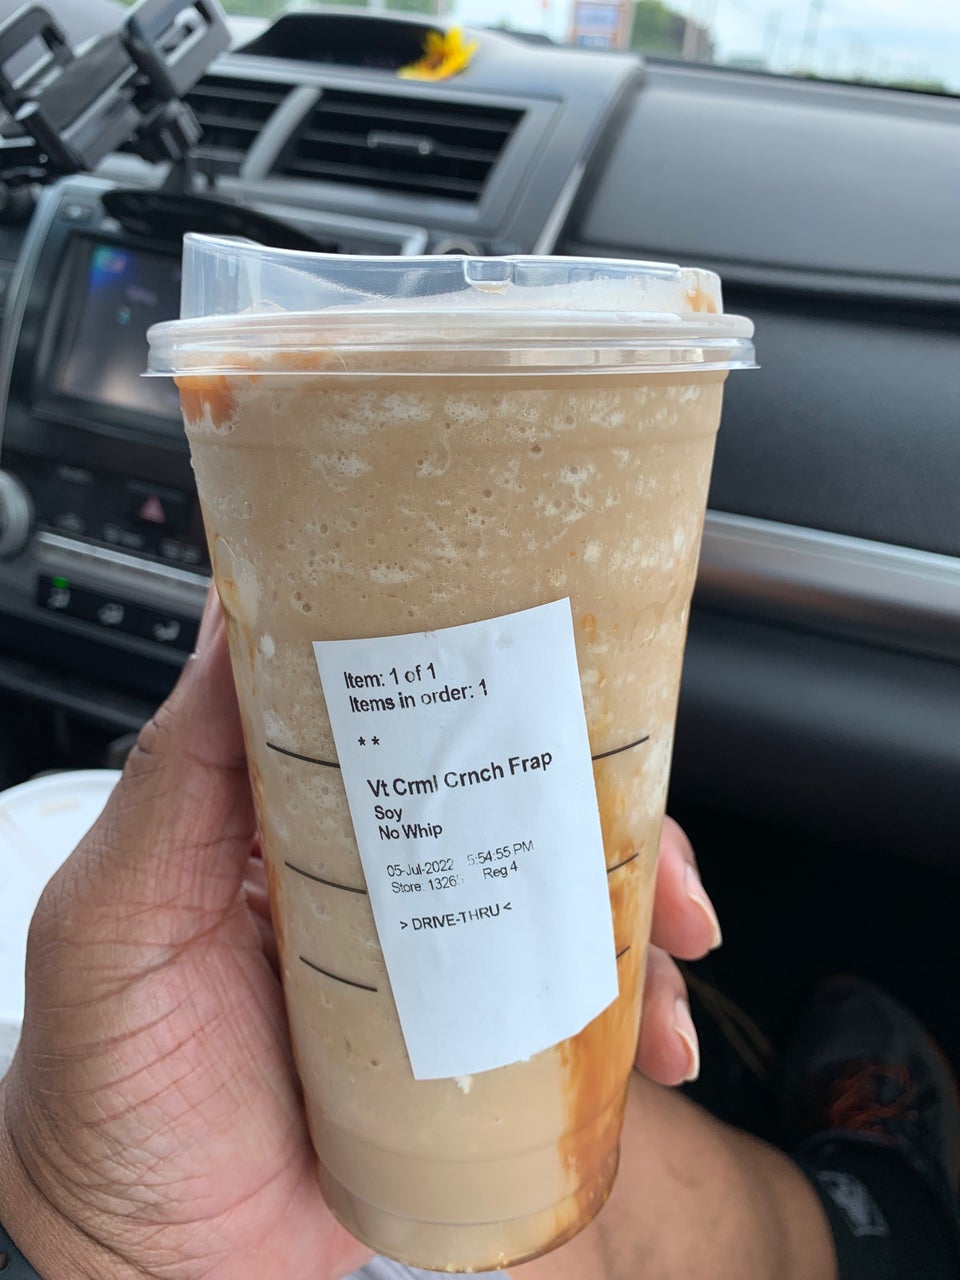 Item: 1 of 1
Items in order: 1
* *
Vt Crml Crnch Frap
Soy
No Whip
05-Jul-2022 5:54:55 PM
Store: Reg 4
> DRIVE-THRU <